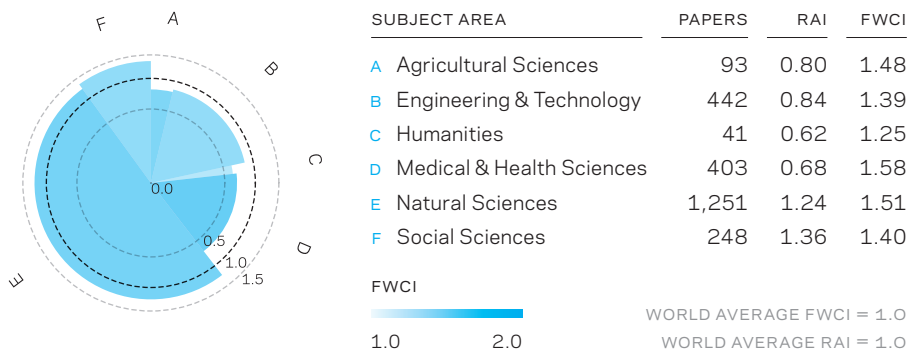 F
A
B
C
D
E
0.0
0.5
1.0
1.5
SUBJECT AREA PAPERS RAI FWCI
A Agricultural Sciences 93 0.80 1.48
B Engineering & Technology 442 0.84 1.39
C Humanities 41 0.62 1.25
D Medical & Health Sciences 403 0.68 1.58
E Natural Sciences 1,251 1.24 1.51
F Social Sciences 248 1.36 1.40
FWCI
1.0 2.0
WORLD AVERAGE FWCI = 1.0
WORLD AVERAGE RAI = 1.0